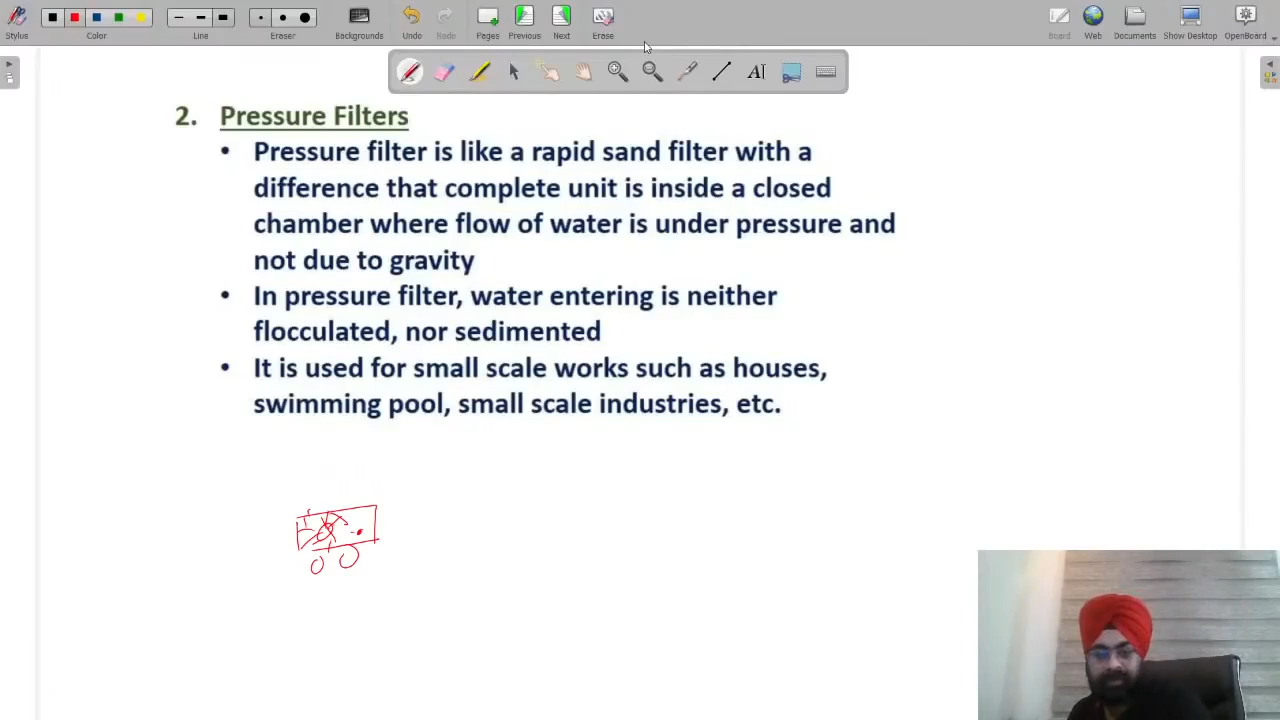 Stylus
Color
Line
Eraser
Backgrounds
Undo
Redo
Pages
Previous
Next
Erase
Board
Web
Documents
Show Desktop
OpenBoard
2. Pressure Filters
• Pressure filter is like a rapid sand filter with a
difference that complete unit is inside a closed
chamber where flow of water is under pressure and
not due to gravity
• In pressure filter, water entering is neither
flocculated, nor sedimented
• It is used for small scale works such as houses,
swimming pool, small scale industries, etc.